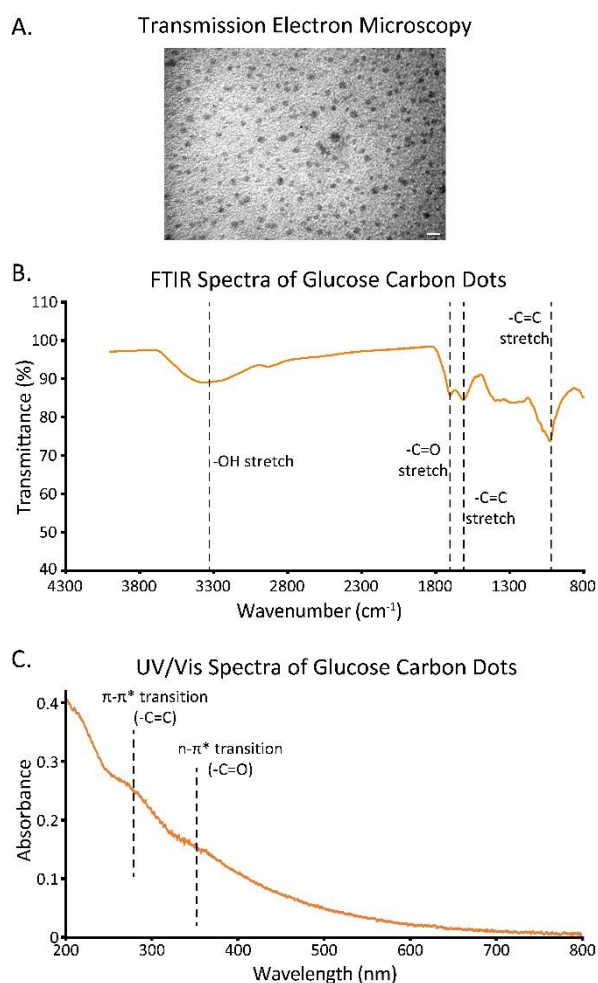 A.
Transmission Electron Microscopy
B.
FTIR Spectra of Glucose Carbon Dots
110
100
90
80
70
60
50
40
Transmittance (%)
-OH stretch
-C=O
stretch
-C=C
stretch
-C=C
stretch
4300 3800 3300 2800 2300 1800 1300 800
Wavenumber (cm⁻¹)
C.
UV/Vis Spectra of Glucose Carbon Dots
0.4
0.3
0.2
0.1
0
Absorbance
π-π* transition
(-C=C)
n-π* transition
(-C=O)
200 300 400 500 600 700 800
Wavelength (nm)